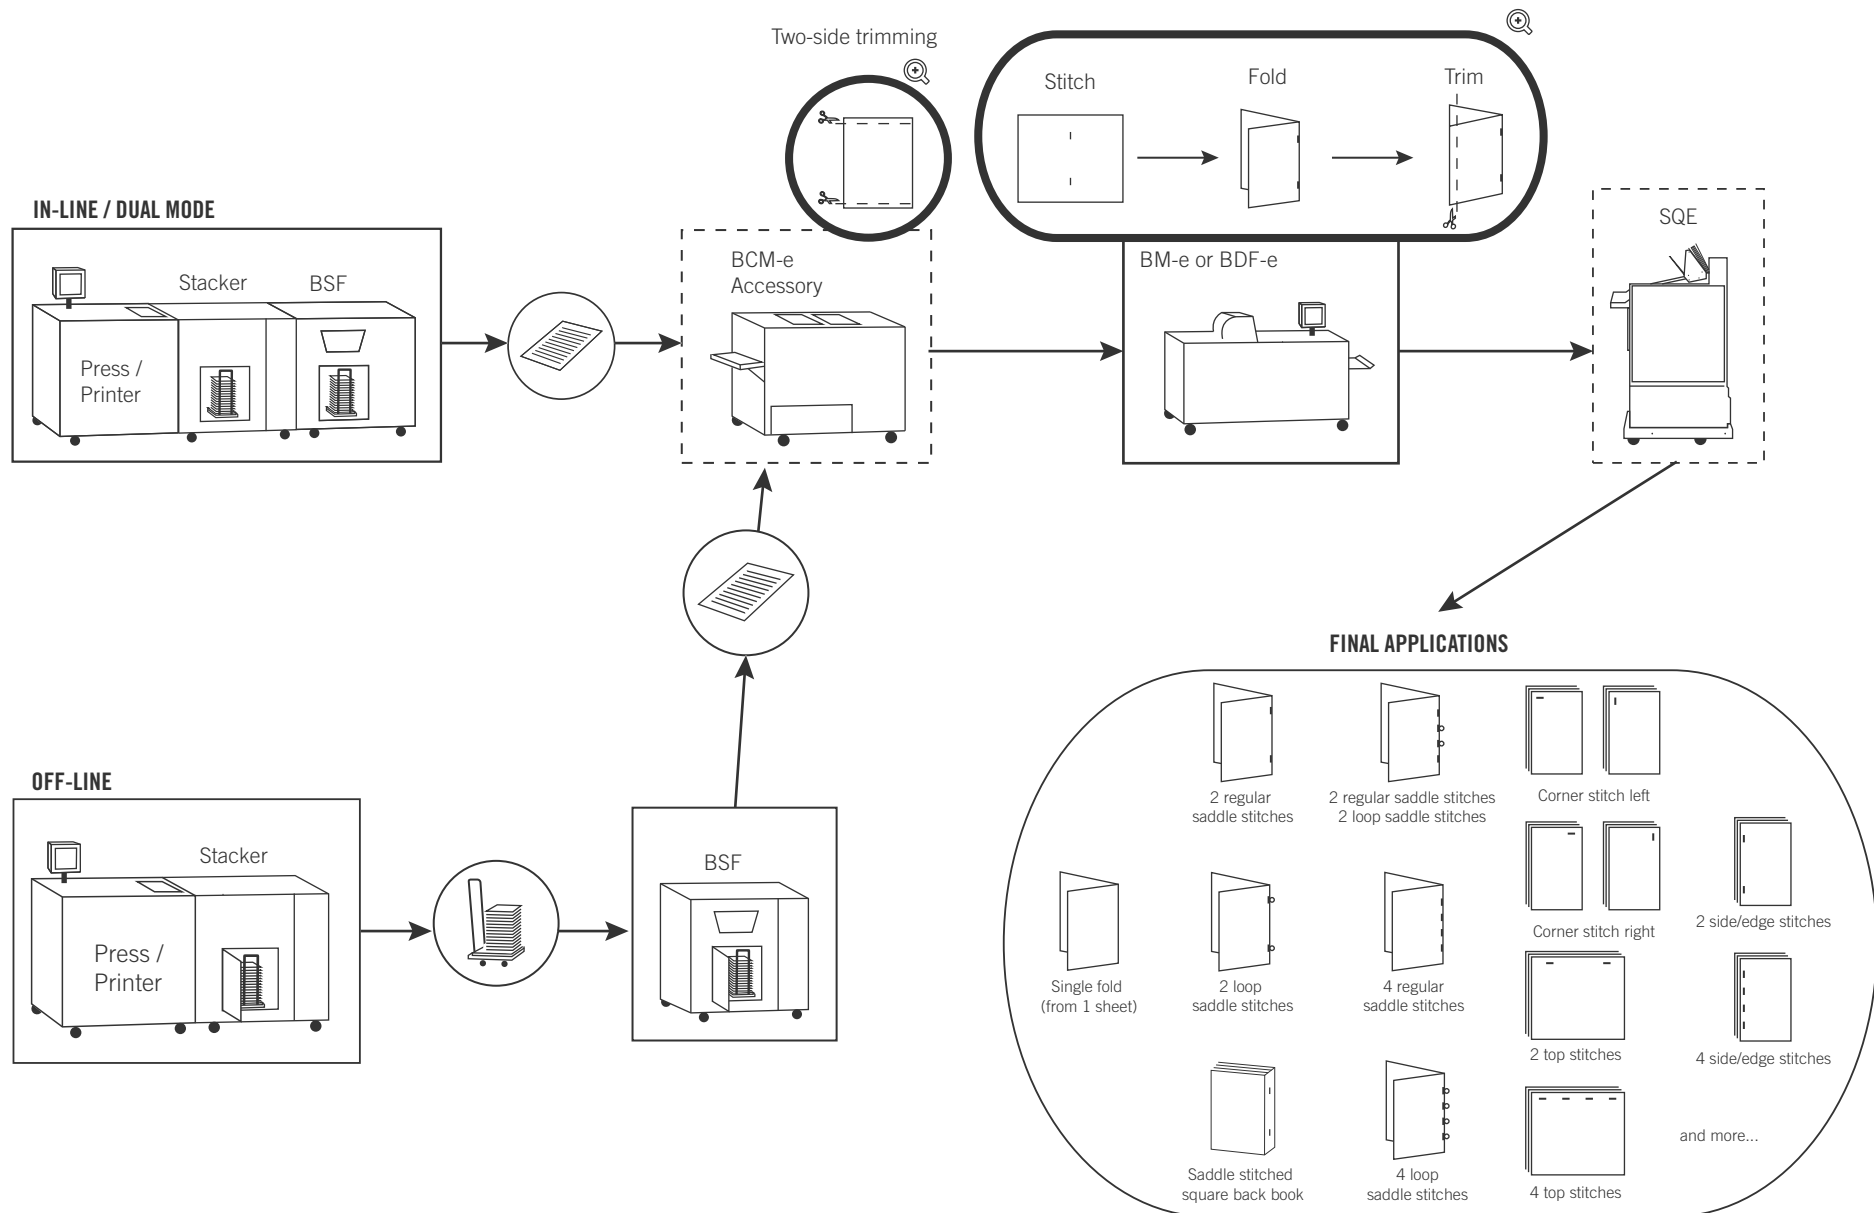 Two-side trimming
Stitch
Fold
Trim
IN-LINE / DUAL MODE
Stacker
BSF
Press /
Printer
BCM-e
Accessory
BM-e or BDF-e
SQE
OFF-LINE
Stacker
Press /
Printer
BSF
FINAL APPLICATIONS
2 regular
saddle stitches
2 regular saddle stitches
2 loop saddle stitches
Corner stitch left
Single fold
(from 1 sheet)
2 loop
saddle stitches
4 regular
saddle stitches
Corner stitch right
2 side/edge stitches
2 top stitches
4 side/edge stitches
Saddle stitched
square back book
4 loop
saddle stitches
4 top stitches
and more...